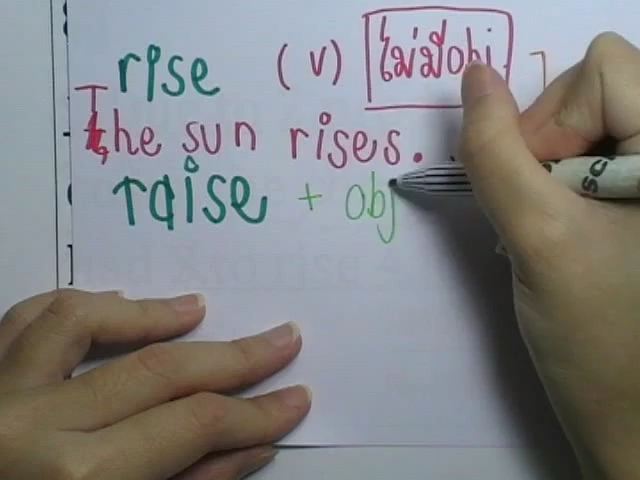 rise (v) ไม่มีobj
The sun rises.
raise + obj